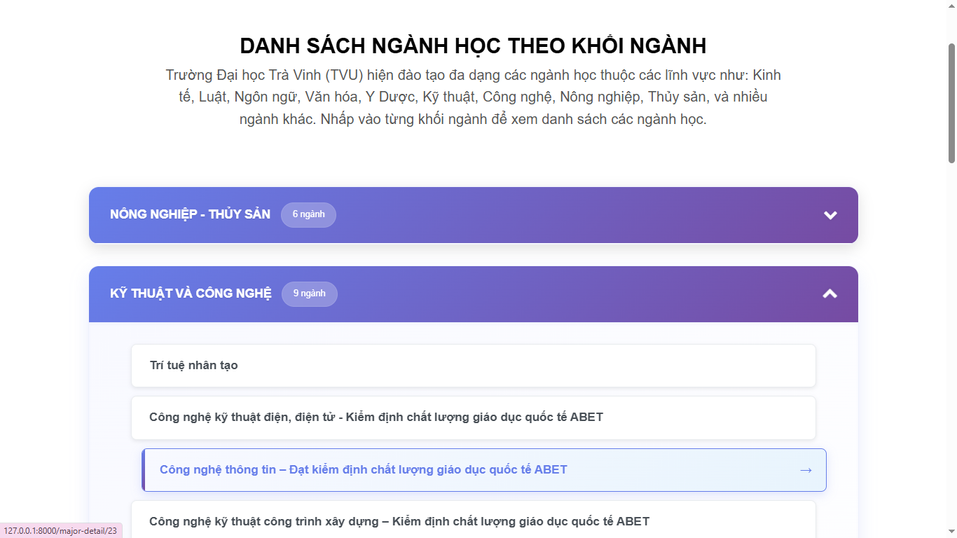 DANH SÁCH NGÀNH HỌC THEO KHỐI NGÀNH
Trường Đại học Trà Vinh (TVU) hiện đào tạo đa dạng các ngành học thuộc các lĩnh vực như: Kinh
tế, Luật, Ngôn ngữ, Văn hóa, Y Dược, Kỹ thuật, Công nghệ, Nông nghiệp, Thủy sản, và nhiều
ngành khác. Nhấp vào từng khối ngành để xem danh sách các ngành học.
NÔNG NGHIỆP - THỦY SẢN 6 ngành
KỸ THUẬT VÀ CÔNG NGHỆ 9 ngành
Trí tuệ nhân tạo
Công nghệ kỹ thuật điện, điện tử - Kiểm định chất lượng giáo dục quốc tế ABET
Công nghệ thông tin – Đạt kiểm định chất lượng giáo dục quốc tế ABET →
Công nghệ kỹ thuật công trình xây dựng – Kiểm định chất lượng giáo dục quốc tế ABET
127.0.0.1:8000/major-detail/23